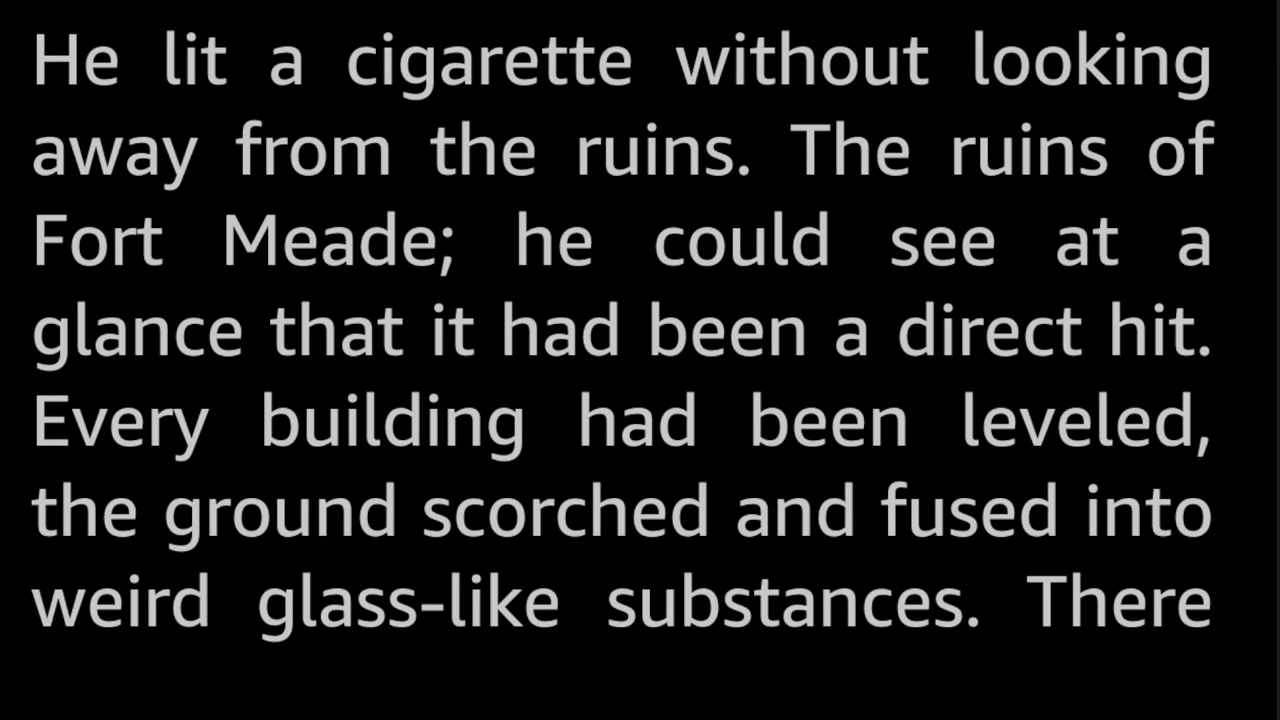 He lit a cigarette without looking
away from the ruins. The ruins of
Fort Meade; he could see at a
glance that it had been a direct hit.
Every building had been leveled,
the ground scorched and fused into
weird glass-like substances. There